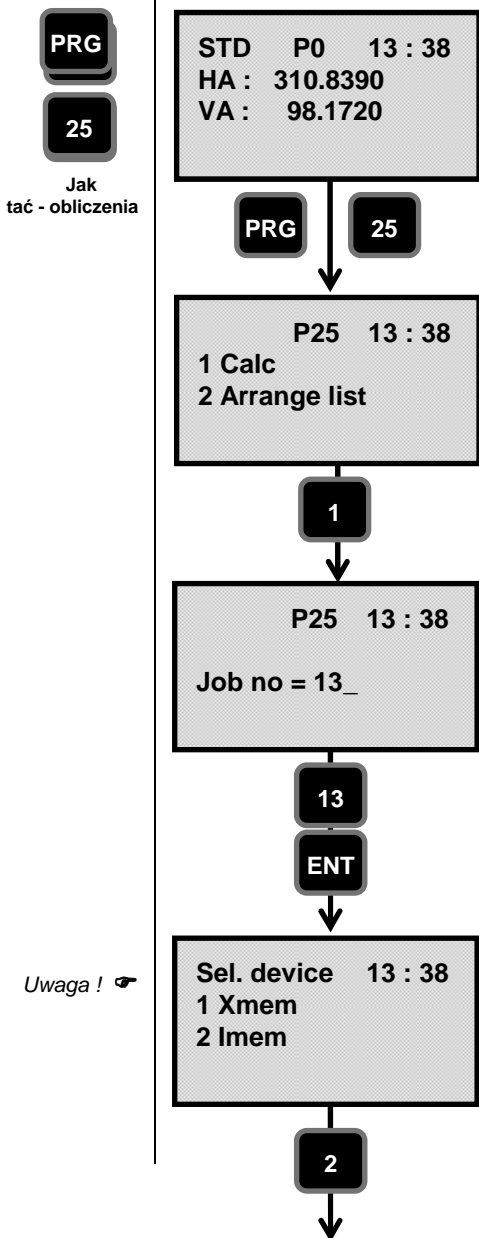 PRG
25
Jak
tać - obliczenia
STD P0 13 : 38
HA : 310.8390
VA : 98.1720
PRG 25
P25 13 : 38
1 Calc
2 Arrange list
1
P25 13 : 38
Job no = 13_
13
ENT
Uwaga ! ☛
Sel. device 13 : 38
1 Xmem
2 Imem
2